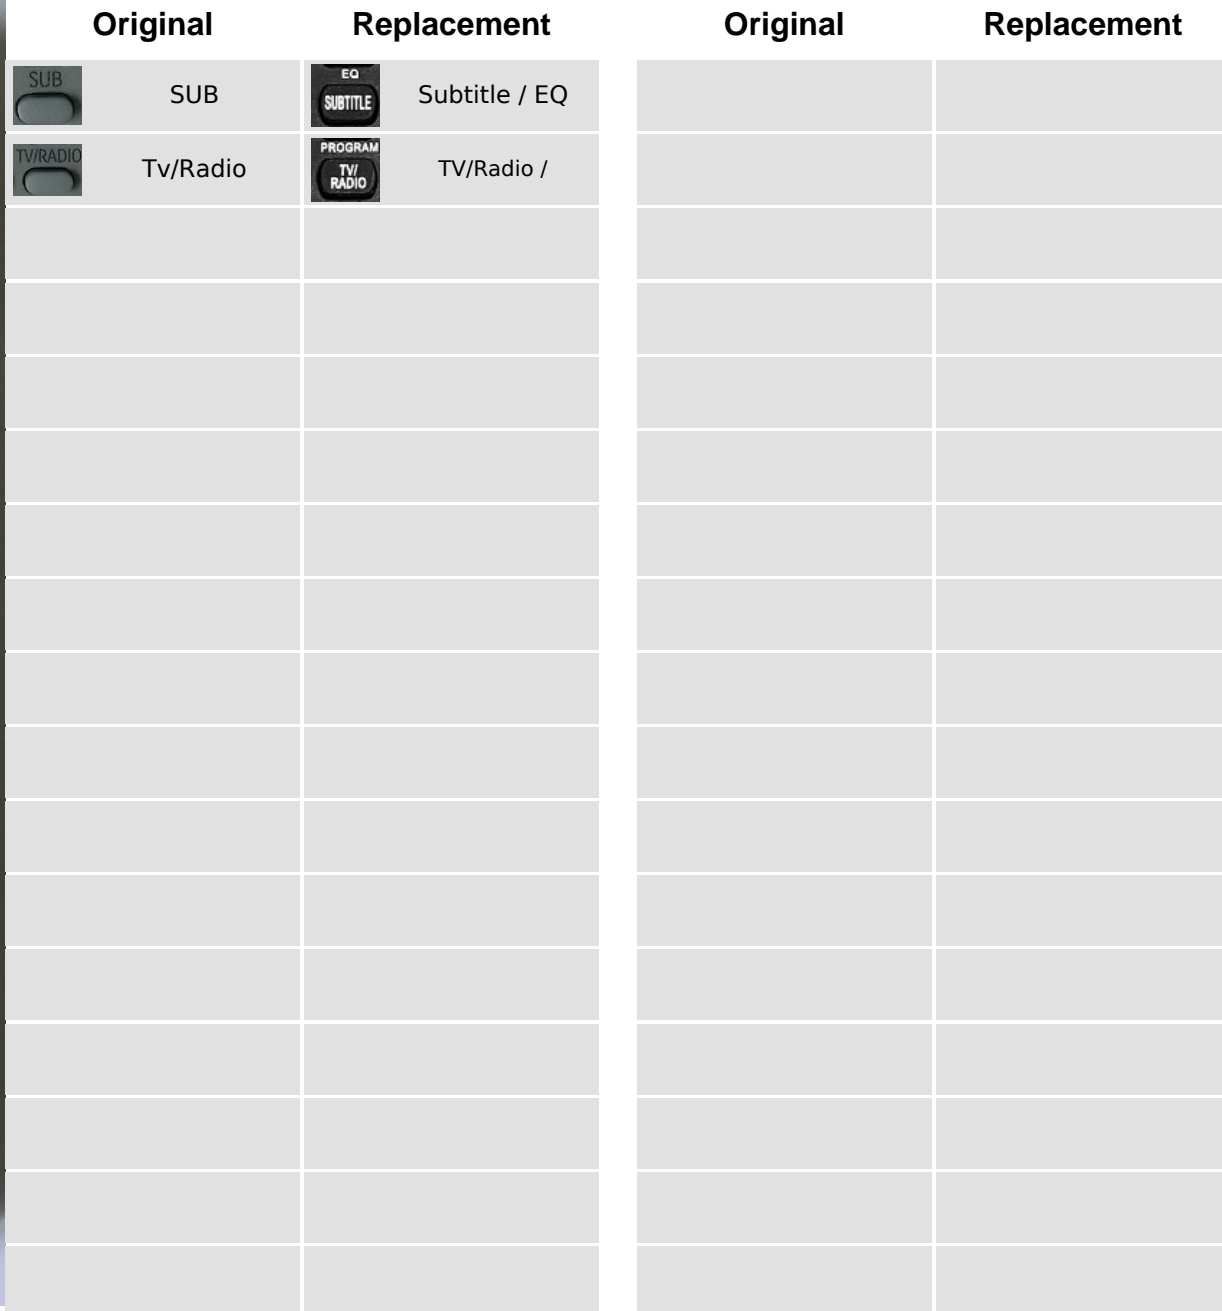 Original Replacement Original Replacement
SUB SUB EQ SUBTITLE Subtitle / EQ
TV/RADIO Tv/Radio PROGRAM TV/ RADIO TV/Radio /